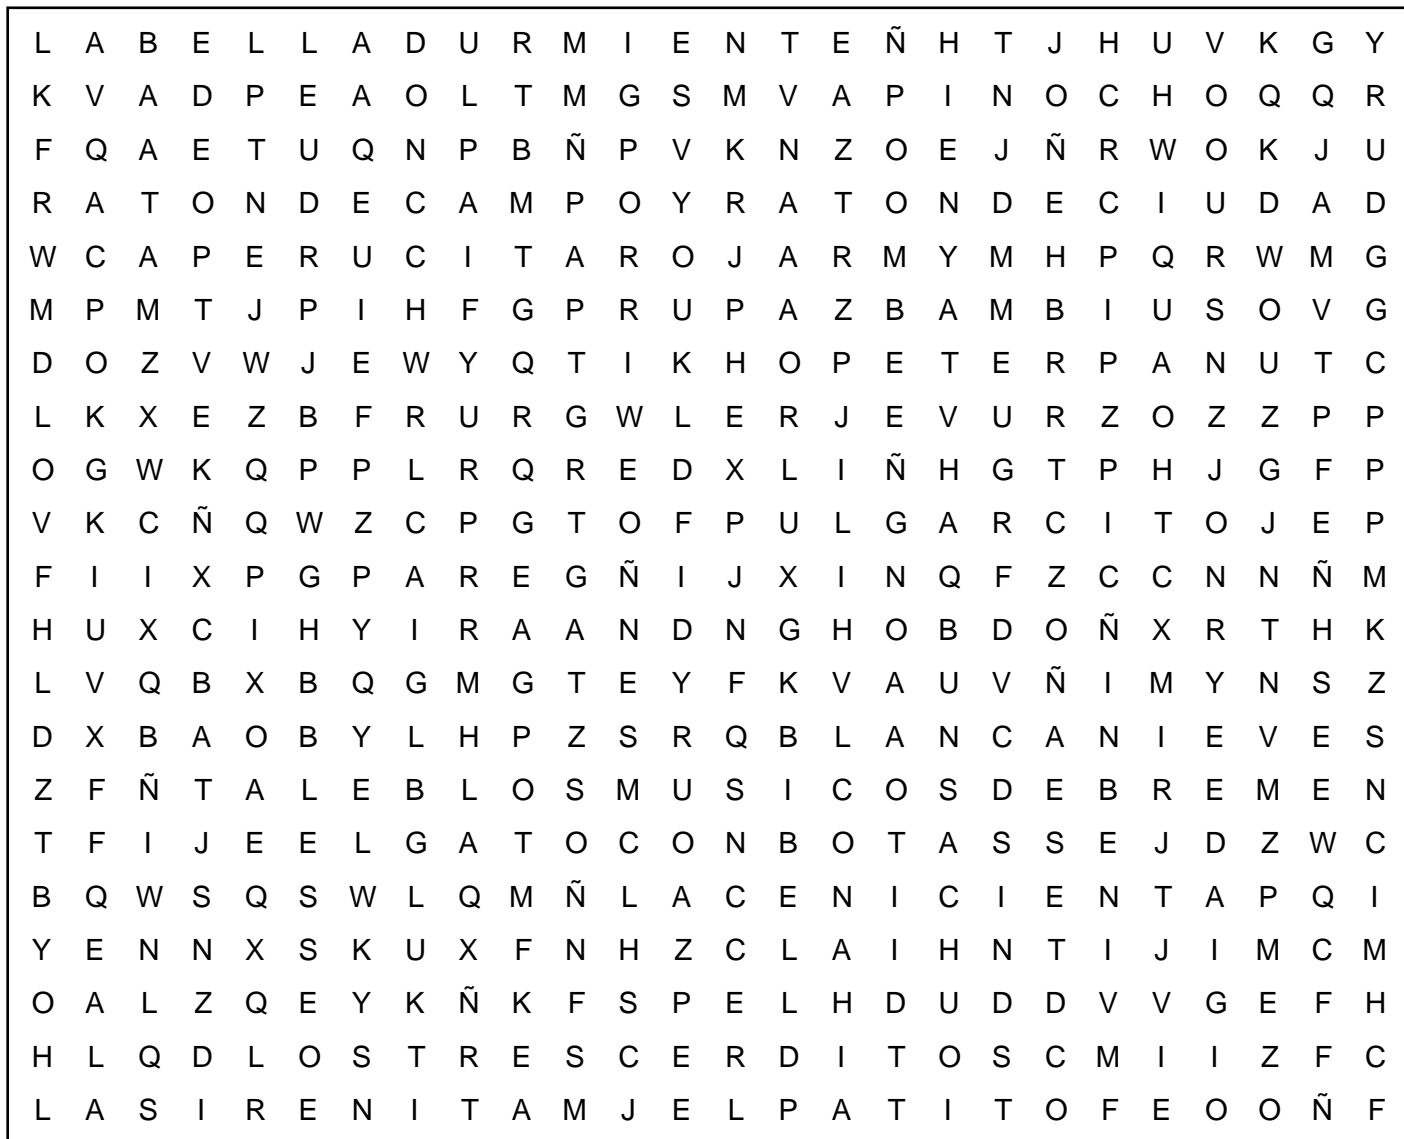 L A B E L L A D U R M I E N T E Ñ H T J H U V K G Y
K V A D P E A O L T M G S M V A P I N O C H O Q Q R
F Q A E T U Q N P B Ñ P V K N Z O E J Ñ R W O K J U
R A T O N D E C A M P O Y R A T O N D E C I U D A D
W C A P E R U C I T A R O J A R M Y M H P Q R W M G
M P M T J P I H F G P R U P A Z B A M B I U S O V G
D O Z V W J E W Y Q T I K H O P E T E R P A N U T C
L K X E Z B F R U R G W L E R J E V U R Z O Z Z P P
O G W K Q P P L R Q R E D X L I Ñ H G T P H J G F P
V K C Ñ Q W Z C P G T O F P U L G A R C I T O J E P
F I I X P G P A R E G Ñ I J X I N Q F Z C C N N Ñ M
H U X C I H Y I R A A N D N G H O B D O Ñ X R T H K
L V Q B X B Q G M G T E Y F K V A U V Ñ I M Y N S Z
D X B A O B Y L H P Z S R Q B L A N C A N I E V E S
Z F Ñ T A L E B L O S M U S I C O S D E B R E M E N
T F I J E E L G A T O C O N B O T A S S E J D Z W C
B Q W S Q S W L Q M Ñ L A C E N I C I E N T A P Q I
Y E N N X S K U X F N H Z C L A I H N T I J I M C M
O A L Z Q E Y K Ñ K F S P E L H D U D D V V G E F H
H L Q D L O S T R E S C E R D I T O S C M I I Z F C
L A S I R E N I T A M J E L P A T I T O F E O O Ñ F